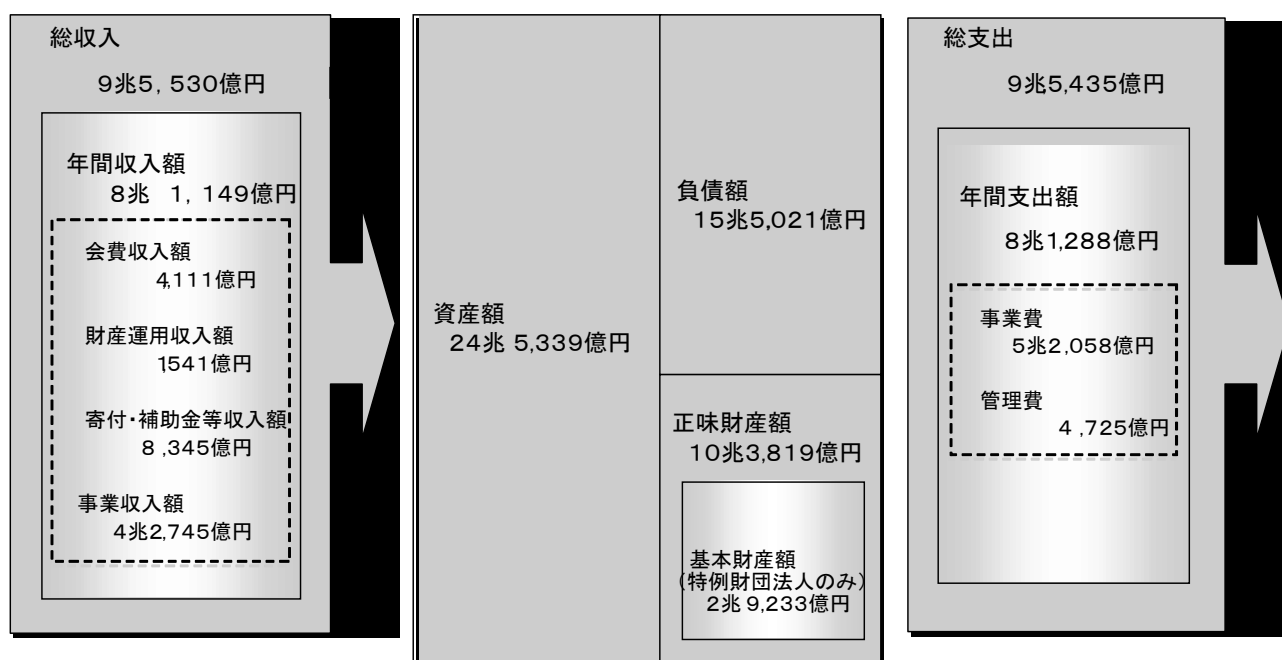 総収入
9兆5,530億円
年間収入額
8兆 1,149億円
会費収入額
4,111億円
財産運用収入額
1541億円
寄付・補助金等収入額
8,345億円
事業収入額
4兆2,745億円
資産額
24兆 5,339億円
負債額
15兆5,021億円
正味財産額
10兆3,819億円
基本財産額
(特例財団法人のみ)
2兆 9,233億円
総支出
9兆5,435億円
年間支出額
8兆1,288億円
事業費
5兆2,058億円
管理費
4,725億円